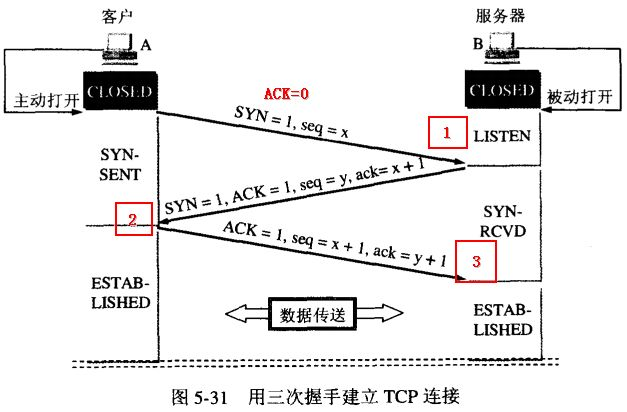 客户
服务器
A
B
CLOSED
CLOSED
主动打开
被动打开
ACK=0
SYN = 1, seq = x
1
LISTEN
SYN-
SENT
SYN = 1, ACK = 1, seq = y, ack= x + 1
2
SYN-
RCVD
ACK = 1, seq = x + 1, ack = y + 1
3
ESTAB-
LISHED
数据传送
ESTAB-
LISHED
图 5-31 用三次握手建立 TCP 连接